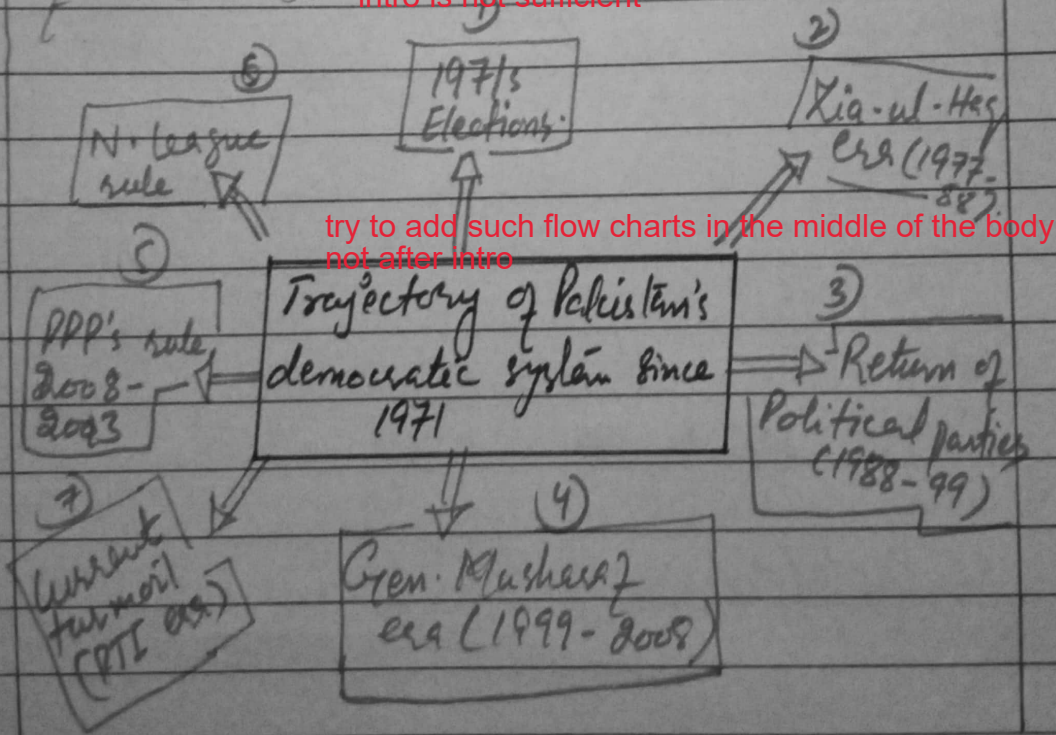 intro is not sufficient
1)
1971's
Elections.
2)
Zia-ul-Haq
era (1977-
88).
6
N. league
rule
try to add such flow charts in the middle of the body
not after intro
Trajectory of Pakistan's
democratic system since
1971
3)
Return of
Political parties
(1988-99)
5
PPP's rule
2008-
2013
4
Gen. Musharaf
era (1999-2008)
7
Current
turmoil
(PTI era)